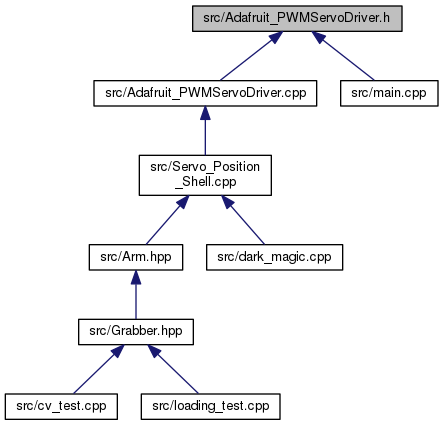 src/Adafruit_PWMServoDriver.h
src/Adafruit_PWMServoDriver.cpp
src/main.cpp
src/Servo_Position
_Shell.cpp
src/Arm.hpp
src/dark_magic.cpp
src/Grabber.hpp
src/cv_test.cpp
src/loading_test.cpp